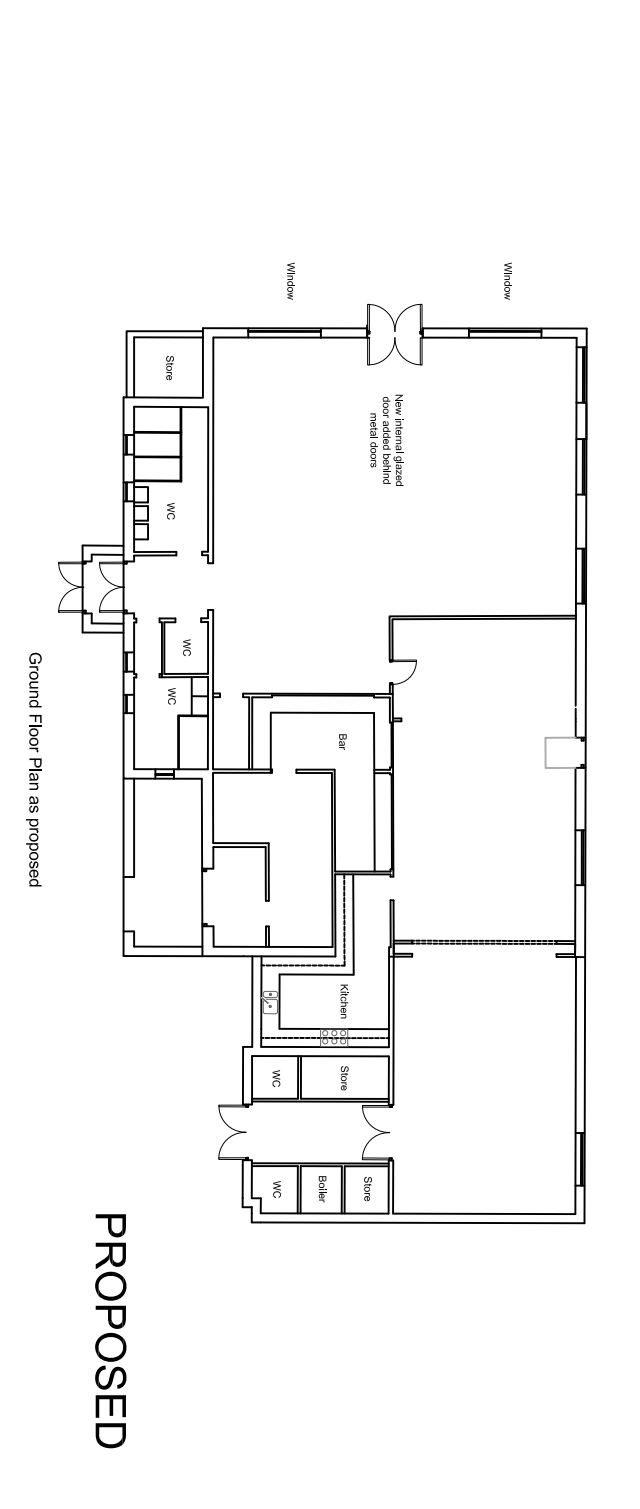 Window
Window
New internal glazed
door added behind
metal doors
Store
WC
WC
WC
Bar
Kitchen
Store
WC
Store
Boiler
WC
Ground Floor Plan as proposed
PROPOSED